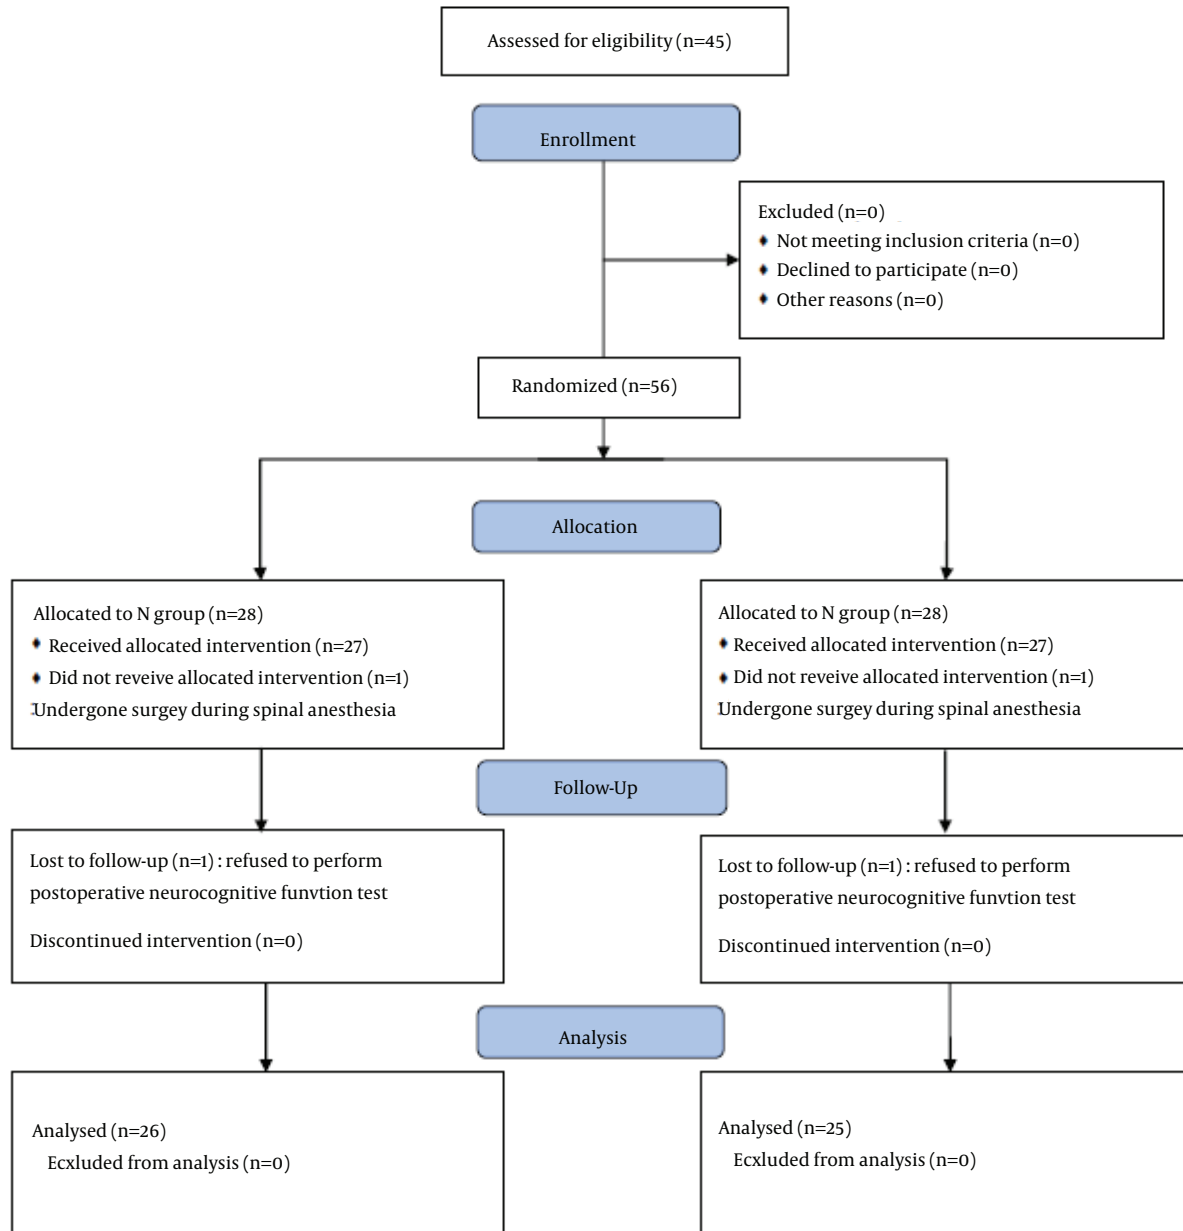 Assessed for eligibility (n=45)
Enrollment
Excluded (n=0)
♦ Not meeting inclusion criteria (n=0)
♦ Declined to participate (n=0)
♦ Other reasons (n=0)
Randomized (n=56)
Allocation
Allocated to N group (n=28)
♦ Received allocated intervention (n=27)
♦ Did not reveive allocated intervention (n=1)
:Undergone surgey during spinal anesthesia
Allocated to N group (n=28)
♦ Received allocated intervention (n=27)
♦ Did not reveive allocated intervention (n=1)
:Undergone surgey during spinal anesthesia
Follow-Up
Lost to follow-up (n=1) : refused to perform
postoperative neurocognitive funvtion test
Discontinued intervention (n=0)
Lost to follow-up (n=1) : refused to perform
postoperative neurocognitive funvtion test
Discontinued intervention (n=0)
Analysis
Analysed (n=26)
Ecxluded from analysis (n=0)
Analysed (n=25)
Ecxluded from analysis (n=0)